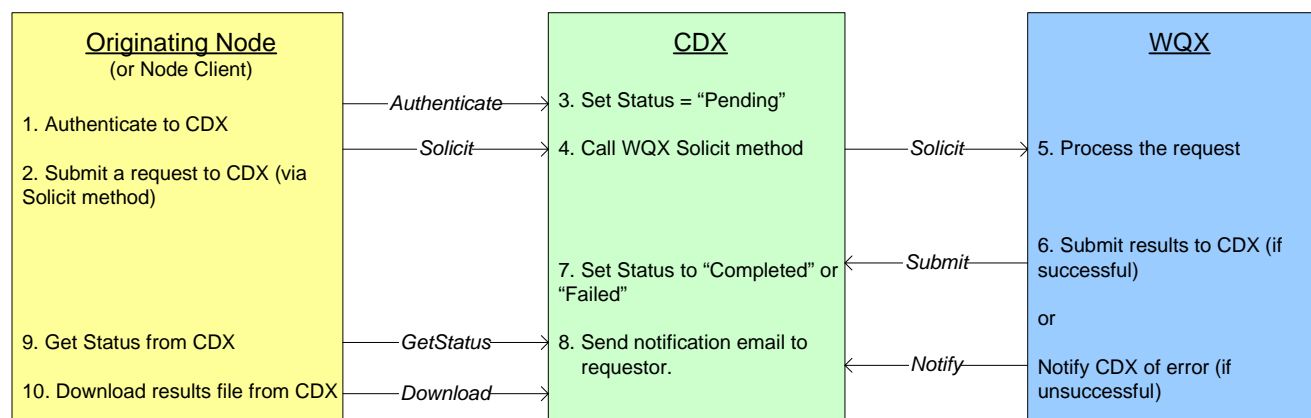 Originating Node
(or Node Client)
1. Authenticate to CDX
2. Submit a request to CDX (via
Solicit method)
9. Get Status from CDX
10. Download results file from CDX
Authenticate
Solicit
GetStatus
Download
CDX
3. Set Status = “Pending”
4. Call WQX Solicit method
7. Set Status to “Completed” or
“Failed”
8. Send notification email to
requestor.
Solicit
Submit
Notify
WQX
5. Process the request
6. Submit results to CDX (if
successful)
or
Notify CDX of error (if
unsuccessful)